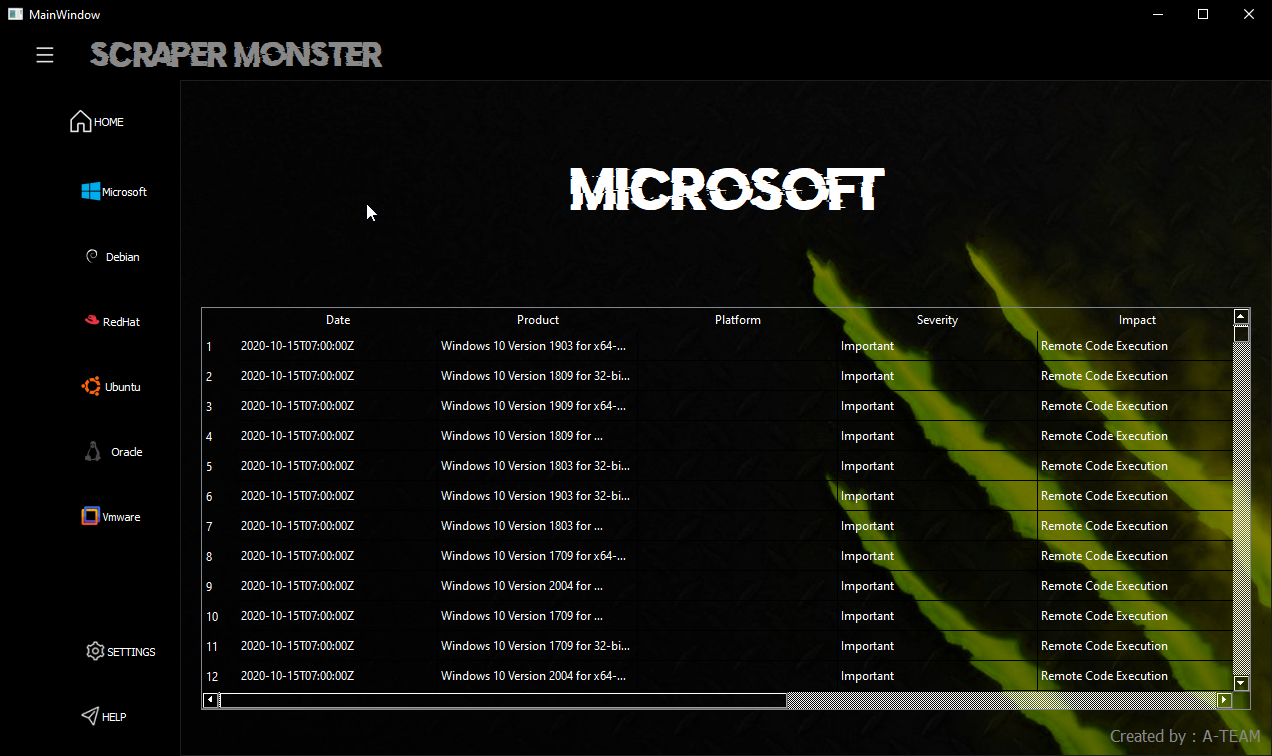 MainWindow
SCRAPER MONSTER
HOME
Microsoft
Debian
RedHat
Ubuntu
Oracle
Vmware
SETTINGS
HELP
MICROSOFT
Date Product Platform Severity Impact
1 2020-10-15T07:00:00Z Windows 10 Version 1903 for x64-... Important Remote Code Execution
2 2020-10-15T07:00:00Z Windows 10 Version 1809 for 32-bi... Important Remote Code Execution
3 2020-10-15T07:00:00Z Windows 10 Version 1909 for x64-... Important Remote Code Execution
4 2020-10-15T07:00:00Z Windows 10 Version 1809 for ... Important Remote Code Execution
5 2020-10-15T07:00:00Z Windows 10 Version 1803 for 32-bi... Important Remote Code Execution
6 2020-10-15T07:00:00Z Windows 10 Version 1903 for 32-bi... Important Remote Code Execution
7 2020-10-15T07:00:00Z Windows 10 Version 1803 for ... Important Remote Code Execution
8 2020-10-15T07:00:00Z Windows 10 Version 1709 for x64-... Important Remote Code Execution
9 2020-10-15T07:00:00Z Windows 10 Version 2004 for ... Important Remote Code Execution
10 2020-10-15T07:00:00Z Windows 10 Version 1709 for ... Important Remote Code Execution
11 2020-10-15T07:00:00Z Windows 10 Version 1709 for 32-bi... Important Remote Code Execution
12 2020-10-15T07:00:00Z Windows 10 Version 2004 for x64-... Important Remote Code Execution
Created by : A-TEAM